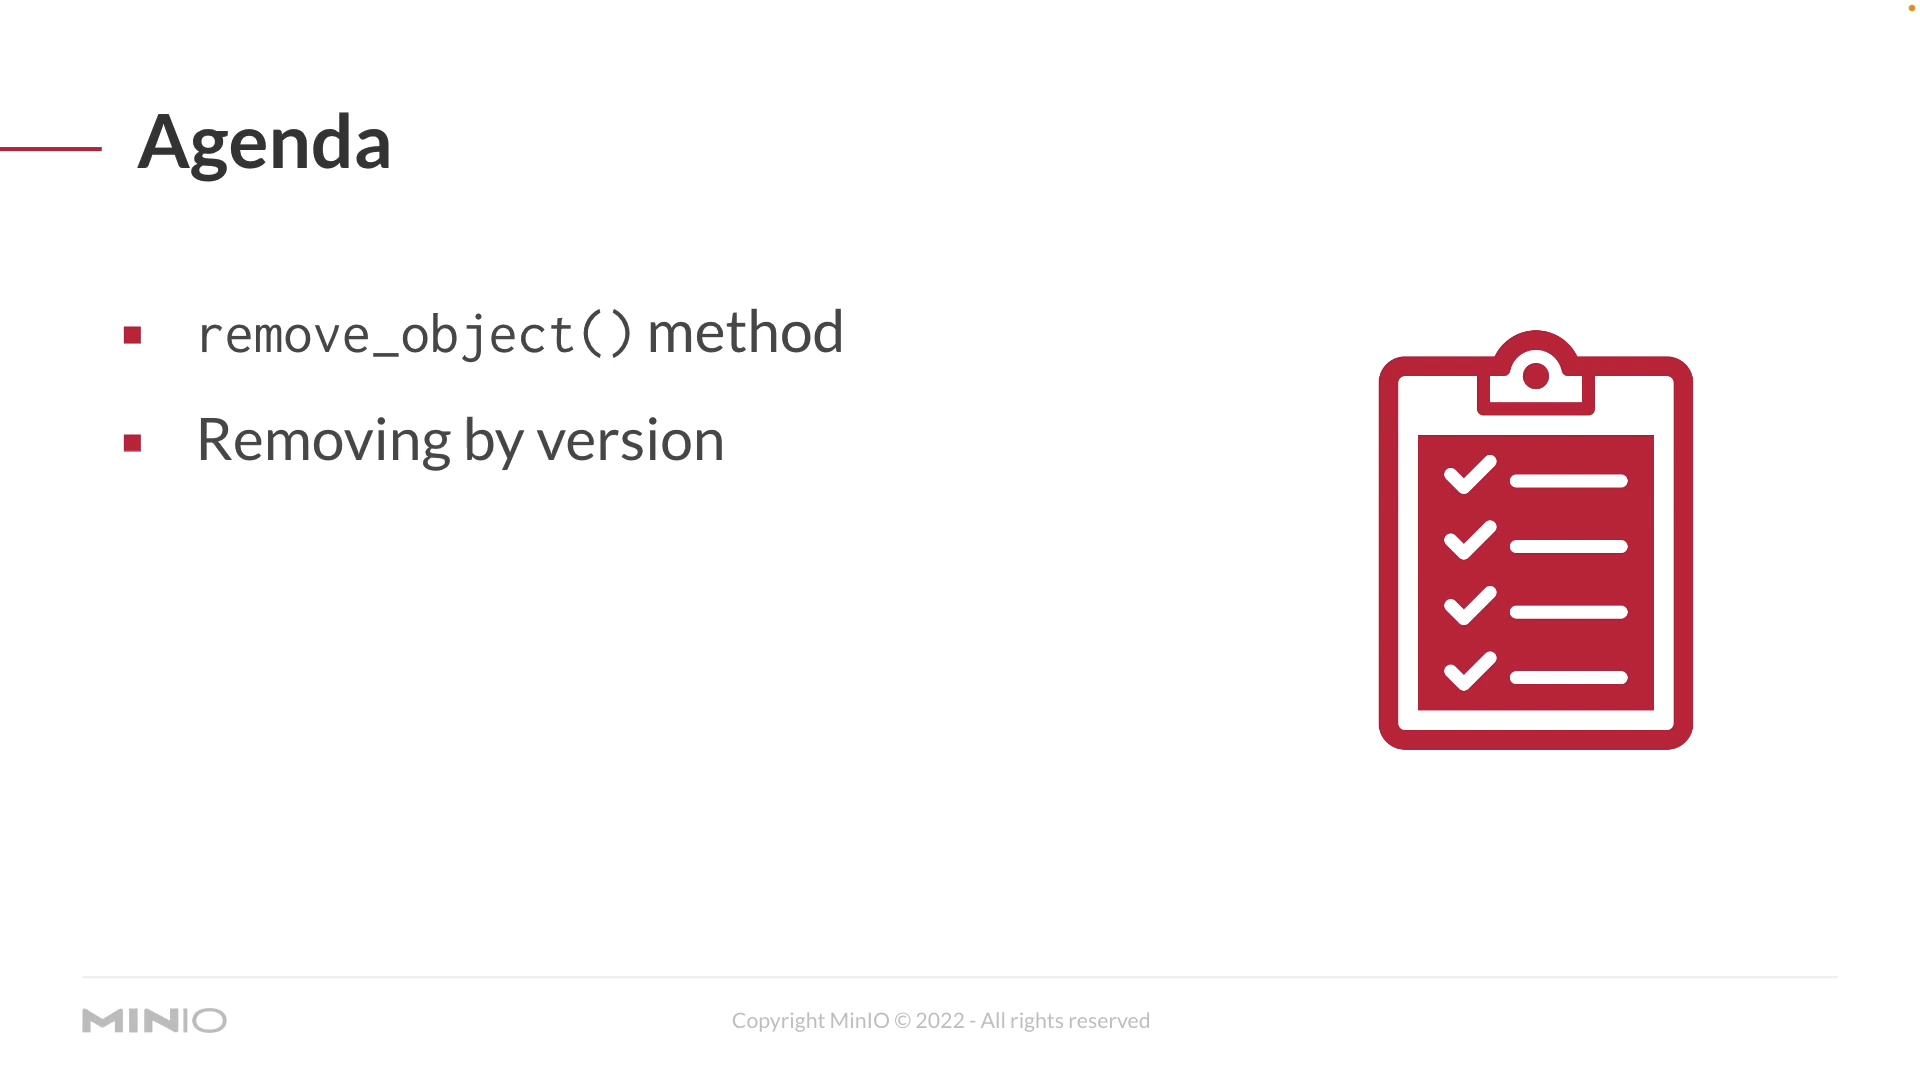 Agenda
remove_object() method
Removing by version
MINIO
Copyright MinIO © 2022 - All rights reserved